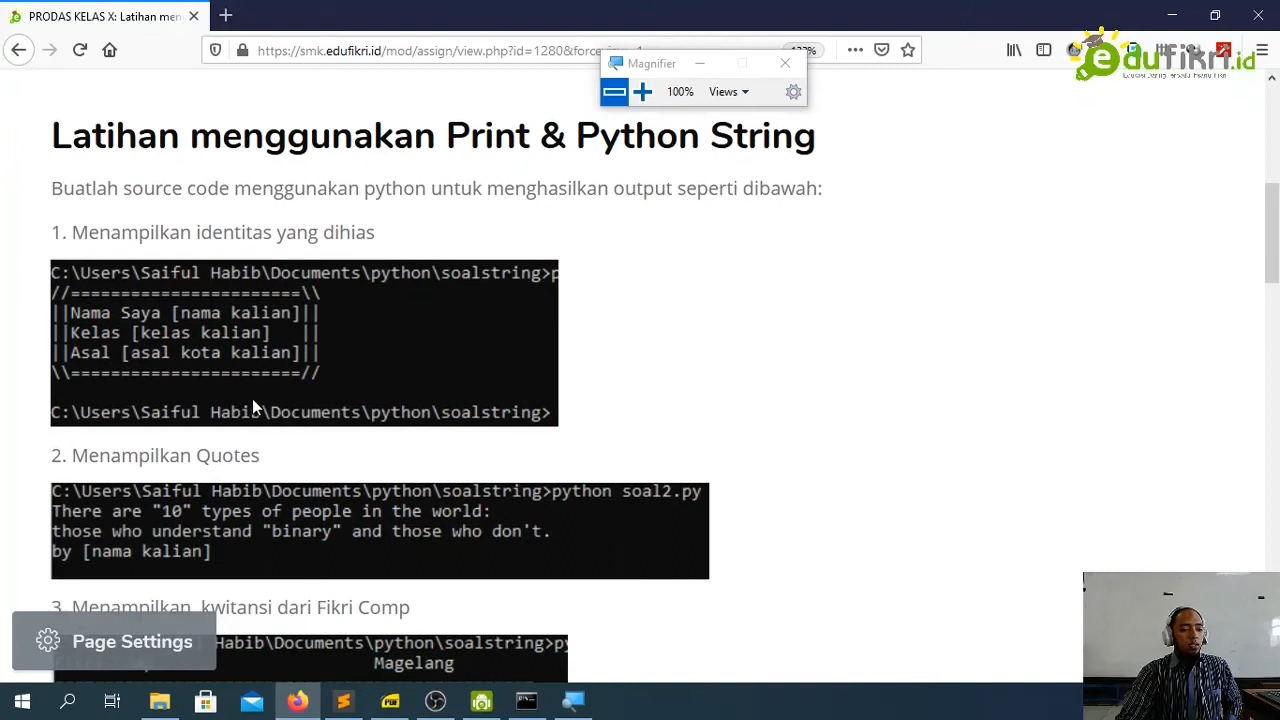 PRODAS KELAS X: Latihan men
https://smk.edufikri.id/mod/assign/view.php?id=1280&forcevi
edufikri.id
Magnifier
100%
Views
Latihan menggunakan Print & Python String
Buatlah source code menggunakan python untuk menghasilkan output seperti dibawah:
1. Menampilkan identitas yang dihias
C:\Users\Saiful Habib\Documents\python\soalstring>p
//=======================\\
||Nama Saya [nama kalian]||
||Kelas [kelas kalian]   ||
||Asal [asal kota kalian]||
\\=======================//
C:\Users\Saiful Habib\Documents\python\soalstring>
2. Menampilkan Quotes
C:\Users\Saiful Habib\Documents\python\soalstring>python soal2.py
There are "10" types of people in the world:
those who understand "binary" and those who don't.
by [nama kalian]
3. Menampilkan kwitansi dari Fikri Comp
Habib\Documents\python\soalstring>py
Magelang
Page Settings